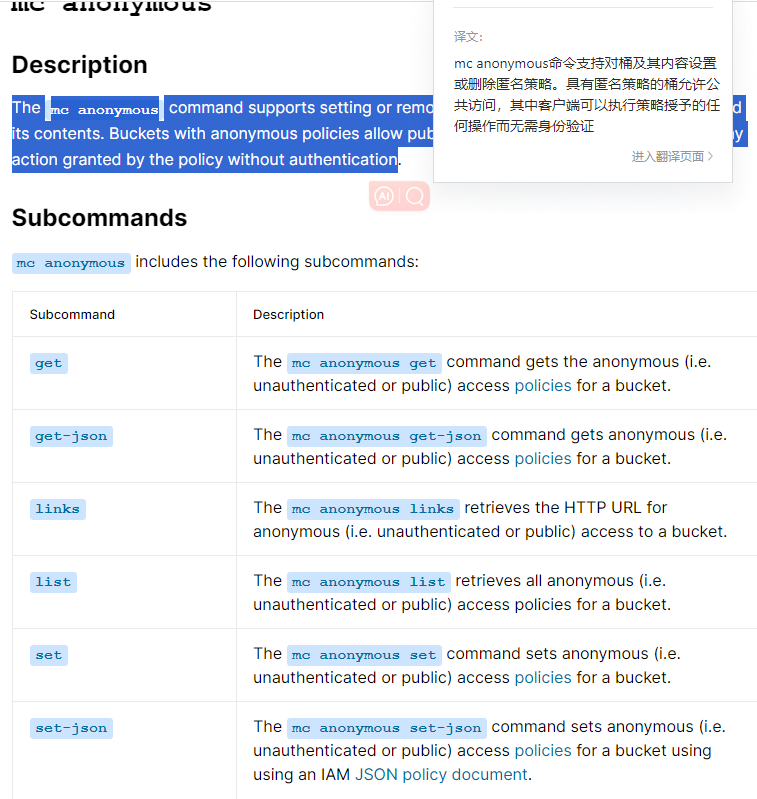 mc anonymous
Description
The mc anonymous command supports setting or remo
its contents. Buckets with anonymous policies allow pub
action granted by the policy without authentication.
译文:
mc anonymous命令支持对桶及其内容设置
或删除匿名策略。具有匿名策略的桶允许公
共访问，其中客户端可以执行策略授予的任
何操作而无需身份验证
进入翻译页面
AI
Subcommands
mc anonymous includes the following subcommands:
Subcommand Description
get The mc anonymous get command gets the anonymous (i.e.
unauthenticated or public) access policies for a bucket.
get-json The mc anonymous get-json command gets anonymous (i.e.
unauthenticated or public) access policies for a bucket.
links The mc anonymous links retrieves the HTTP URL for
anonymous (i.e. unauthenticated or public) access to a bucket.
list The mc anonymous list retrieves all anonymous (i.e.
unauthenticated or public) access policies for a bucket.
set The mc anonymous set command sets anonymous (i.e.
unauthenticated or public) access policies for a bucket.
set-json The mc anonymous set-json command sets anonymous (i.e.
unauthenticated or public) access policies for a bucket using
using an IAM JSON policy document.